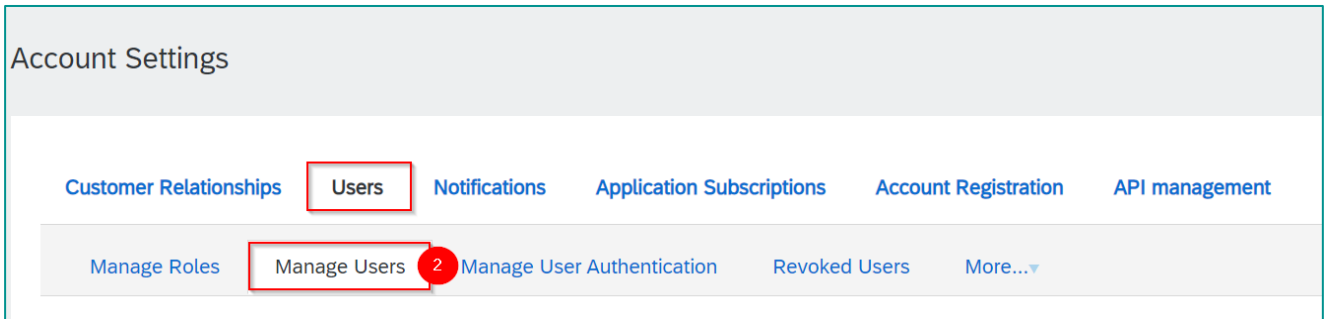 Account Settings
Customer Relationships Users Notifications Application Subscriptions Account Registration API management
Manage Roles Manage Users 2 Manage User Authentication Revoked Users More...▼